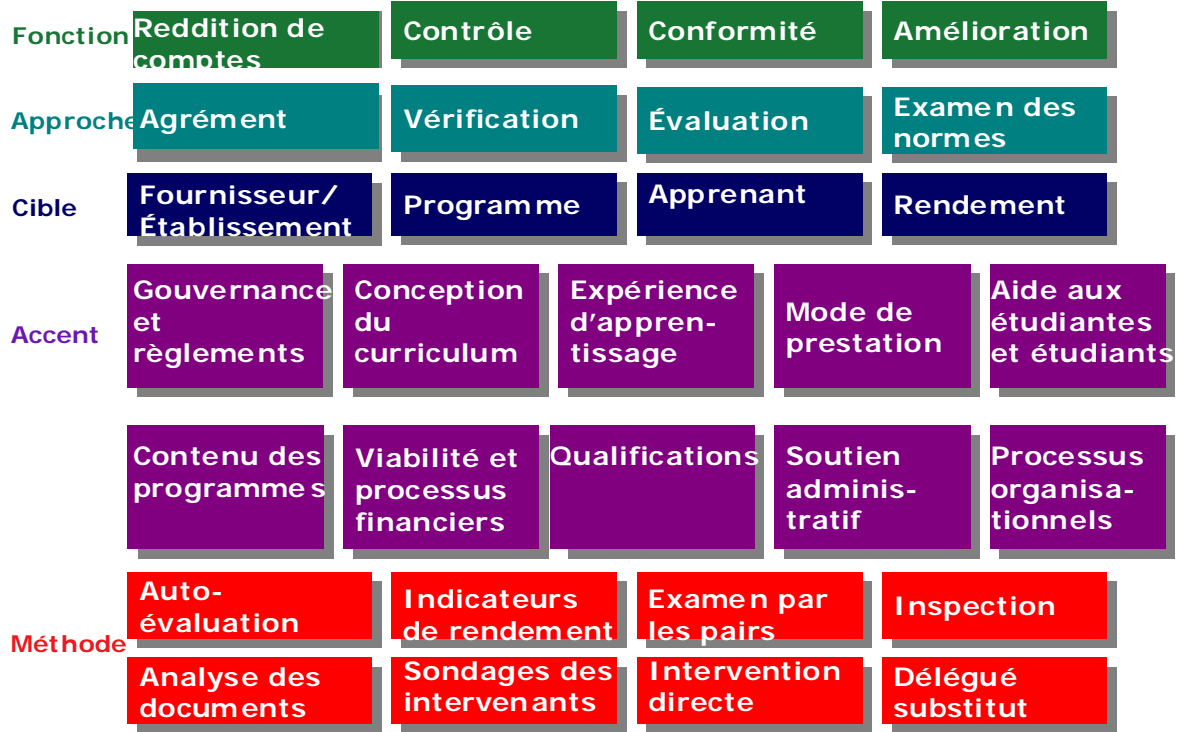 Fonction
Reddition de
comptes
Contrôle
Conformité
Amélioration
Approche
Agrément
Vérification
Évaluation
Examen des
normes
Cible
Fournisseur/
Établissement
Programme
Apprenant
Rendement
Accent
Gouvernance
et
règlements
Conception
du
curriculum
Expérience
d'appren-
tissage
Mode de
prestation
Aide aux
étudiantes
et étudiants
Contenu des
programmes
Viabilité et
processus
financiers
Qualifications
Soutien
adminis-
tratif
Processus
organisa-
tionnels
Méthode
Auto-
évaluation
Indicateurs
de rendement
Examen par
les pairs
Inspection
Analyse des
documents
Sondages des
intervenants
Intervention
directe
Délégué
substitut